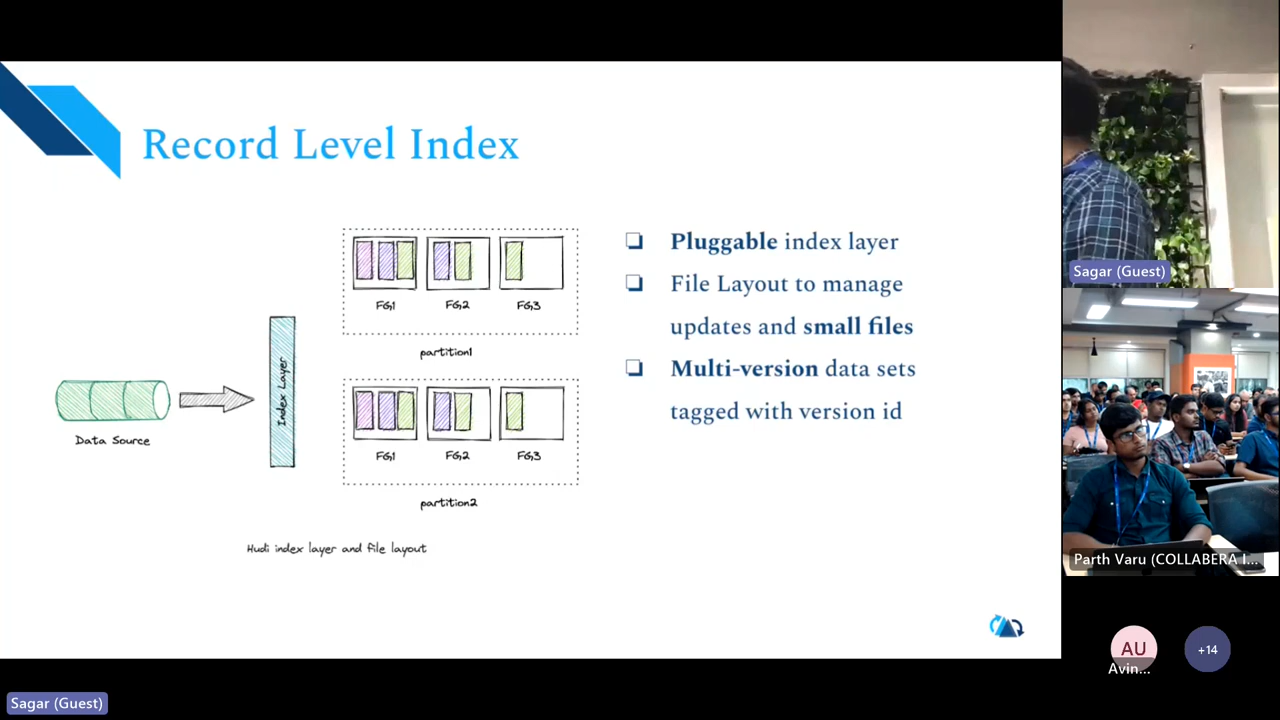 Record Level Index
FG1
FG2
FG3
partition1
Index Layer
Data Source
FG1
FG2
FG3
partition2
Hudi index layer and file layout
Pluggable index layer
File Layout to manage
updates and small files
Multi-version data sets
tagged with version id
Sagar (Guest)
Parth Varu (COLLABERA I...
AU
Avin...
+14
Sagar (Guest)